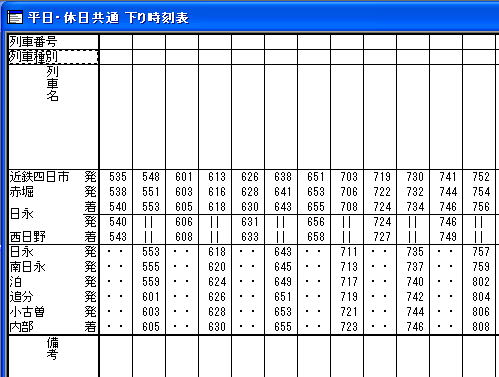 平日・休日共通 下り時刻表
列車番号
列車種別
列車名
近鉄四日市 発 535 548 601 613 626 638 651 703 719 730 741 752
赤堀 発 538 551 603 616 628 641 653 706 722 732 744 754
日永 着 540 553 605 618 630 643 655 708 724 734 746 756
発 540 || 606 || 631 || 656 || 724 || 746 ||
西日野 着 543 || 608 || 633 || 658 || 727 || 749 ||
日永 発 ・・ 553 ・・ 618 ・・ 643 ・・ 711 ・・ 735 ・・ 757
南日永 発 ・・ 555 ・・ 620 ・・ 645 ・・ 713 ・・ 737 ・・ 759
泊 発 ・・ 559 ・・ 624 ・・ 649 ・・ 717 ・・ 740 ・・ 802
追分 発 ・・ 601 ・・ 626 ・・ 651 ・・ 719 ・・ 742 ・・ 804
小古曽 発 ・・ 603 ・・ 628 ・・ 653 ・・ 721 ・・ 744 ・・ 806
内部 着 ・・ 605 ・・ 630 ・・ 655 ・・ 723 ・・ 746 ・・ 808
備考